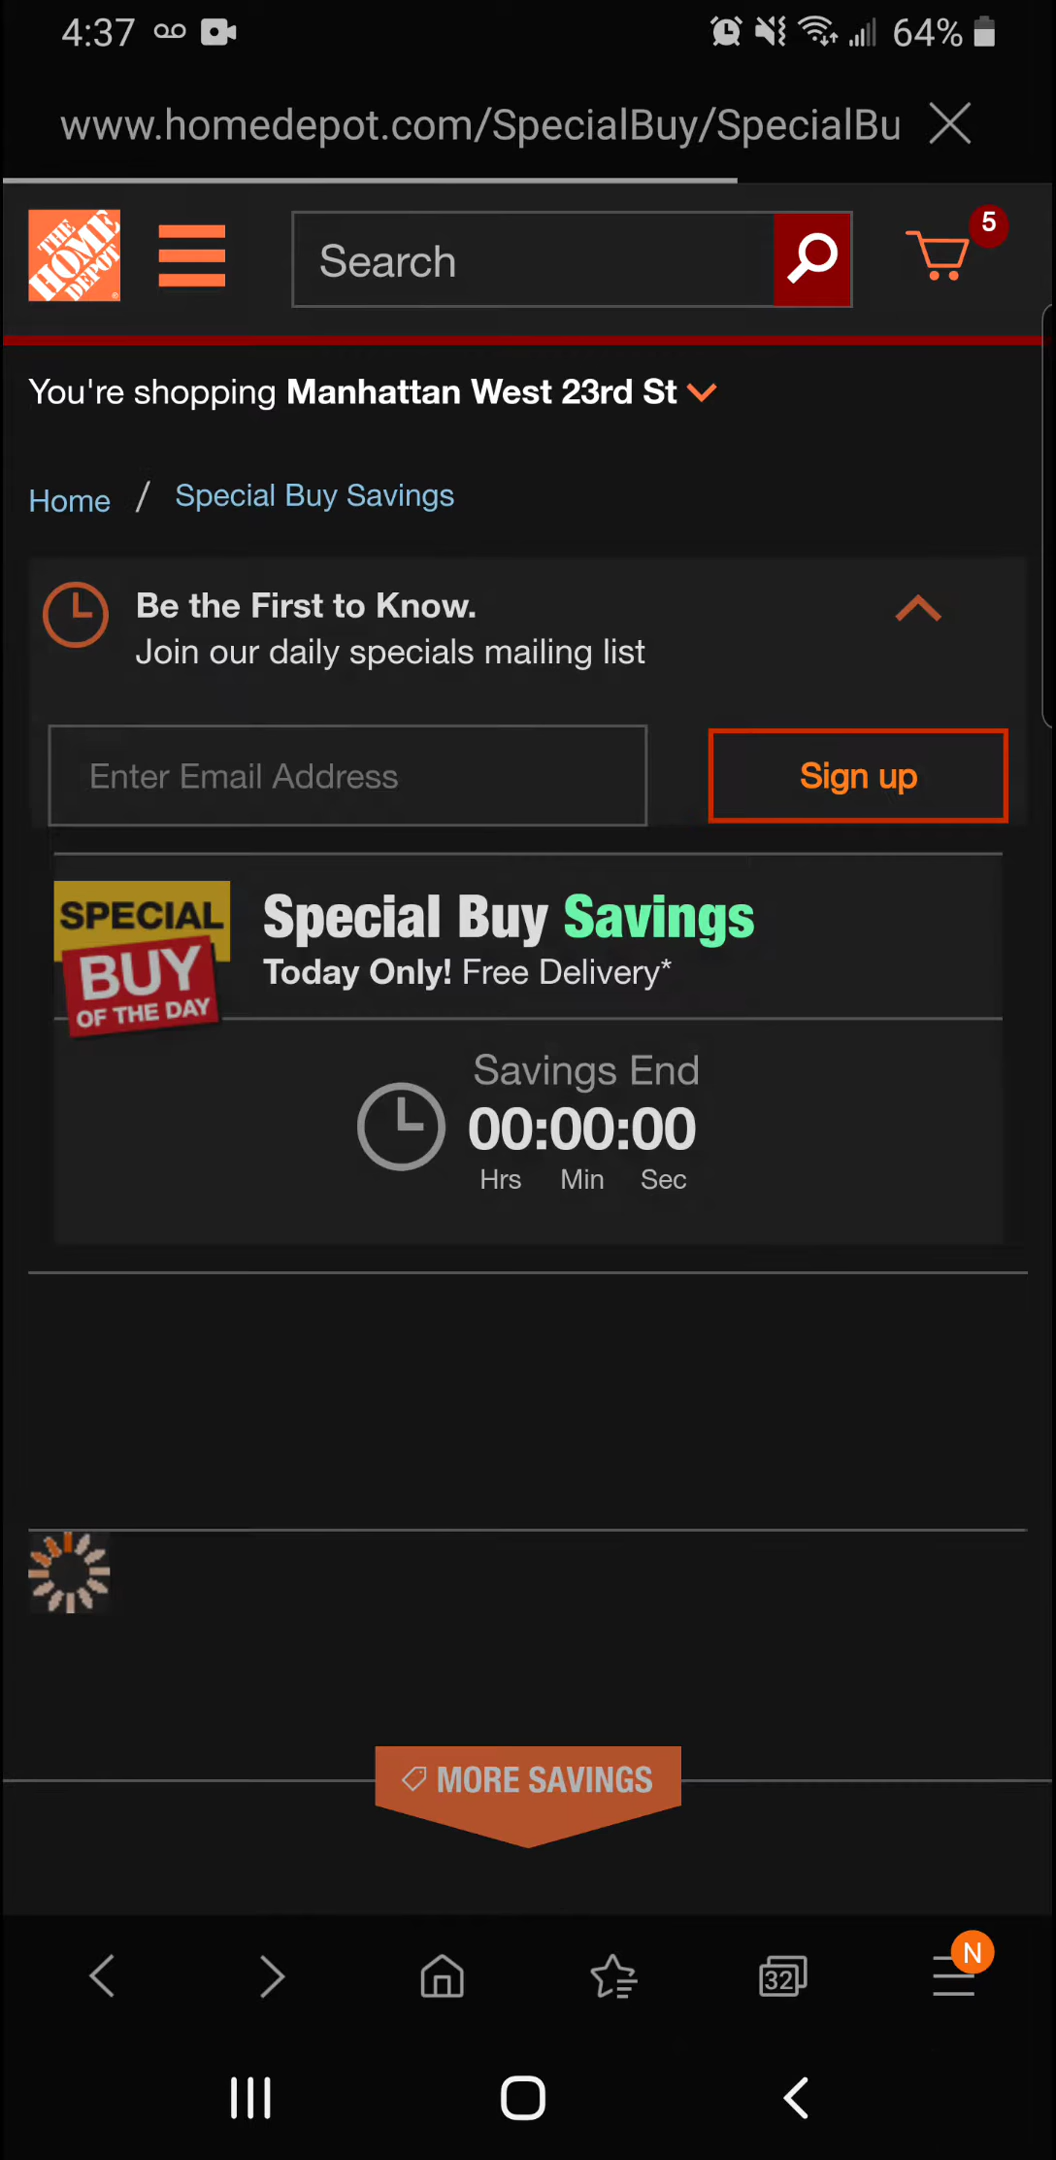 4:37 64%
www.homedepot.com/SpecialBuy/SpecialBu
THE HOME DEPOT
Search
5
You're shopping Manhattan West 23rd St
Home / Special Buy Savings
Be the First to Know.
Join our daily specials mailing list
Enter Email Address
Sign up
SPECIAL
BUY
OF THE DAY
Special Buy Savings
Today Only! Free Delivery*
Savings End
00:00:00
Hrs Min Sec
MORE SAVINGS
32
N